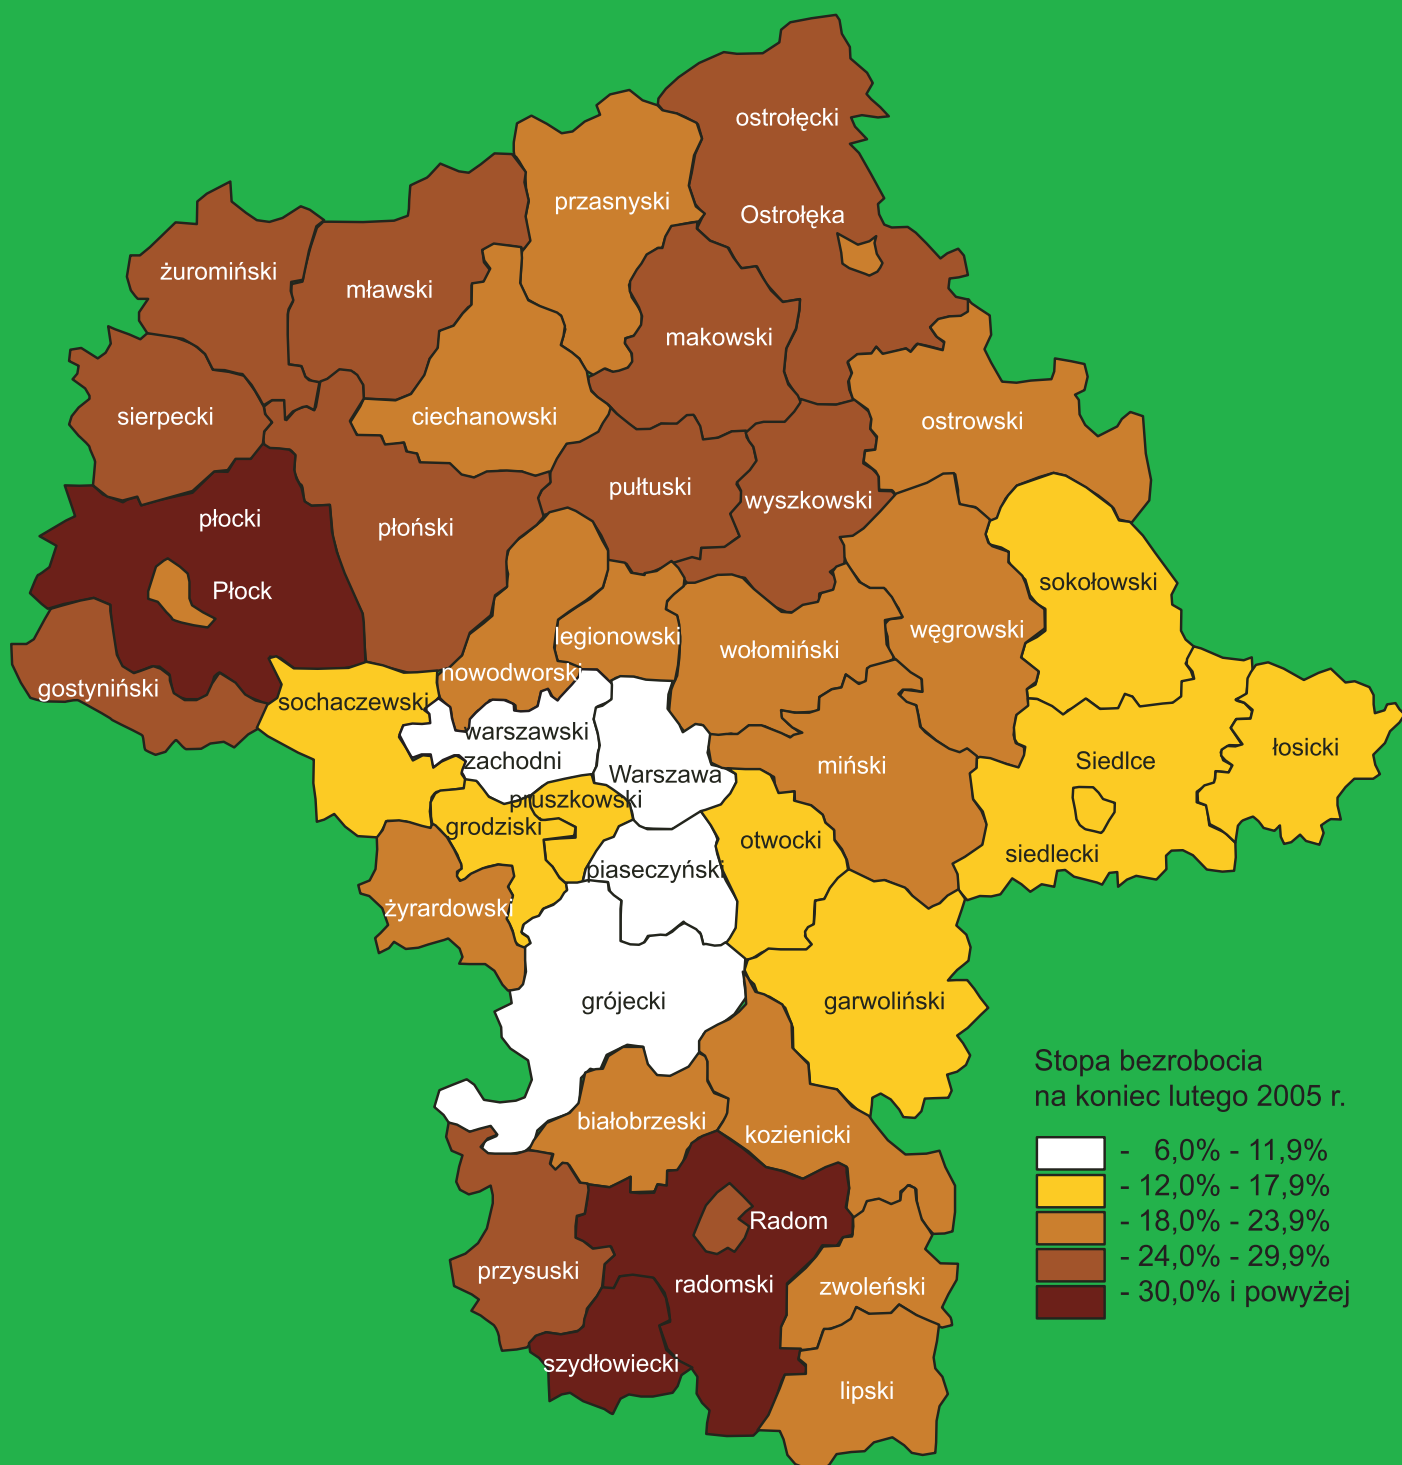 ostrołęcki
przasnyski
Ostrołęka
żuromiński
mławski
makowski
sierpecki
ciechanowski
ostrowski
pułtuski
wyszkowski
płocki
płoński
Płock
sokołowski
legionowski
węgrowski
wołomiński
nowodworski
gostyniński
sochaczewski
warszawski
zachodni
Warszawa
miński
Siedlce
łosicki
pruszkowski
grodziski
otwocki
siedlecki
piaseczyński
żyrardowski
grójecki
garwoliński
Stopa bezrobocia
na koniec lutego 2005 r.
- 6,0% - 11,9%
- 12,0% - 17,9%
- 18,0% - 23,9%
- 24,0% - 29,9%
- 30,0% i powyżej
białobrzeski
kozienicki
Radom
przysuski
radomski
zwoleński
szydłowiecki
lipski